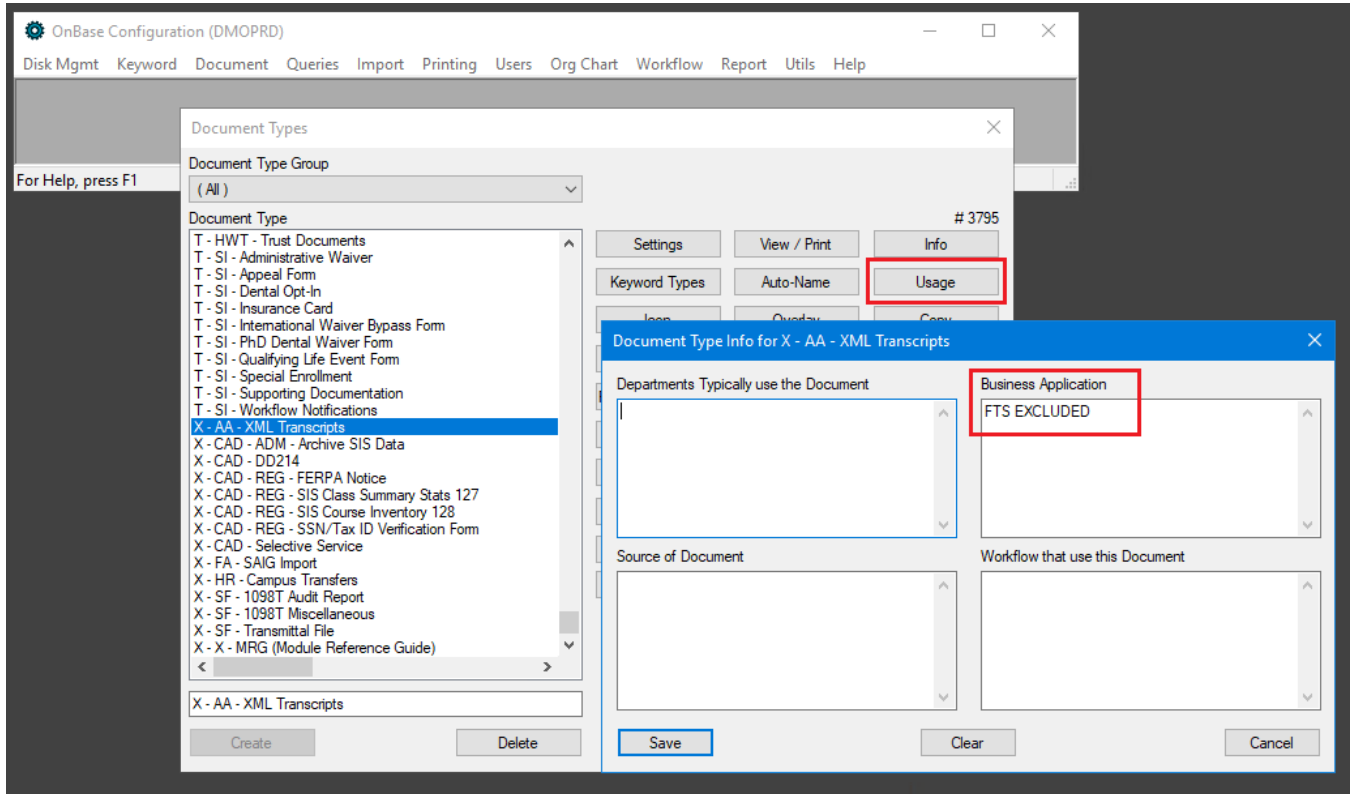 OnBase Configuration (DMOPRD)
Disk Mgmt Keyword Document Queries Import Printing Users Org Chart Workflow Report Utils Help
For Help, press F1
Document Types
Document Type Group
( All )
Document Type
# 3795
T - HWT - Trust Documents
T - SI - Administrative Waiver
T - SI - Appeal Form
T - SI - Dental Opt-In
T - SI - Insurance Card
T - SI - International Waiver Bypass Form
T - SI - PhD Dental Waiver Form
T - SI - Qualifying Life Event Form
T - SI - Special Enrollment
T - SI - Supporting Documentation
T - SI - Workflow Notifications
X - AA - XML Transcripts
X - CAD - ADM - Archive SIS Data
X - CAD - DD214
X - CAD - REG - FERPA Notice
X - CAD - REG - SIS Class Summary Stats 127
X - CAD - REG - SIS Course Inventory 128
X - CAD - REG - SSN/Tax ID Verification Form
X - CAD - Selective Service
X - FA - SAIG Import
X - HR - Campus Transfers
X - SF - 1098T Audit Report
X - SF - 1098T Miscellaneous
X - SF - Transmittal File
X - X - MRG (Module Reference Guide)
X - AA - XML Transcripts
Create Delete
Settings View / Print Info
Keyword Types Auto-Name Usage
Icon Overlay Copy
Document Type Info for X - AA - XML Transcripts
Departments Typically use the Document
Business Application
FTS EXCLUDED
Source of Document
Workflow that use this Document
Save Clear Cancel